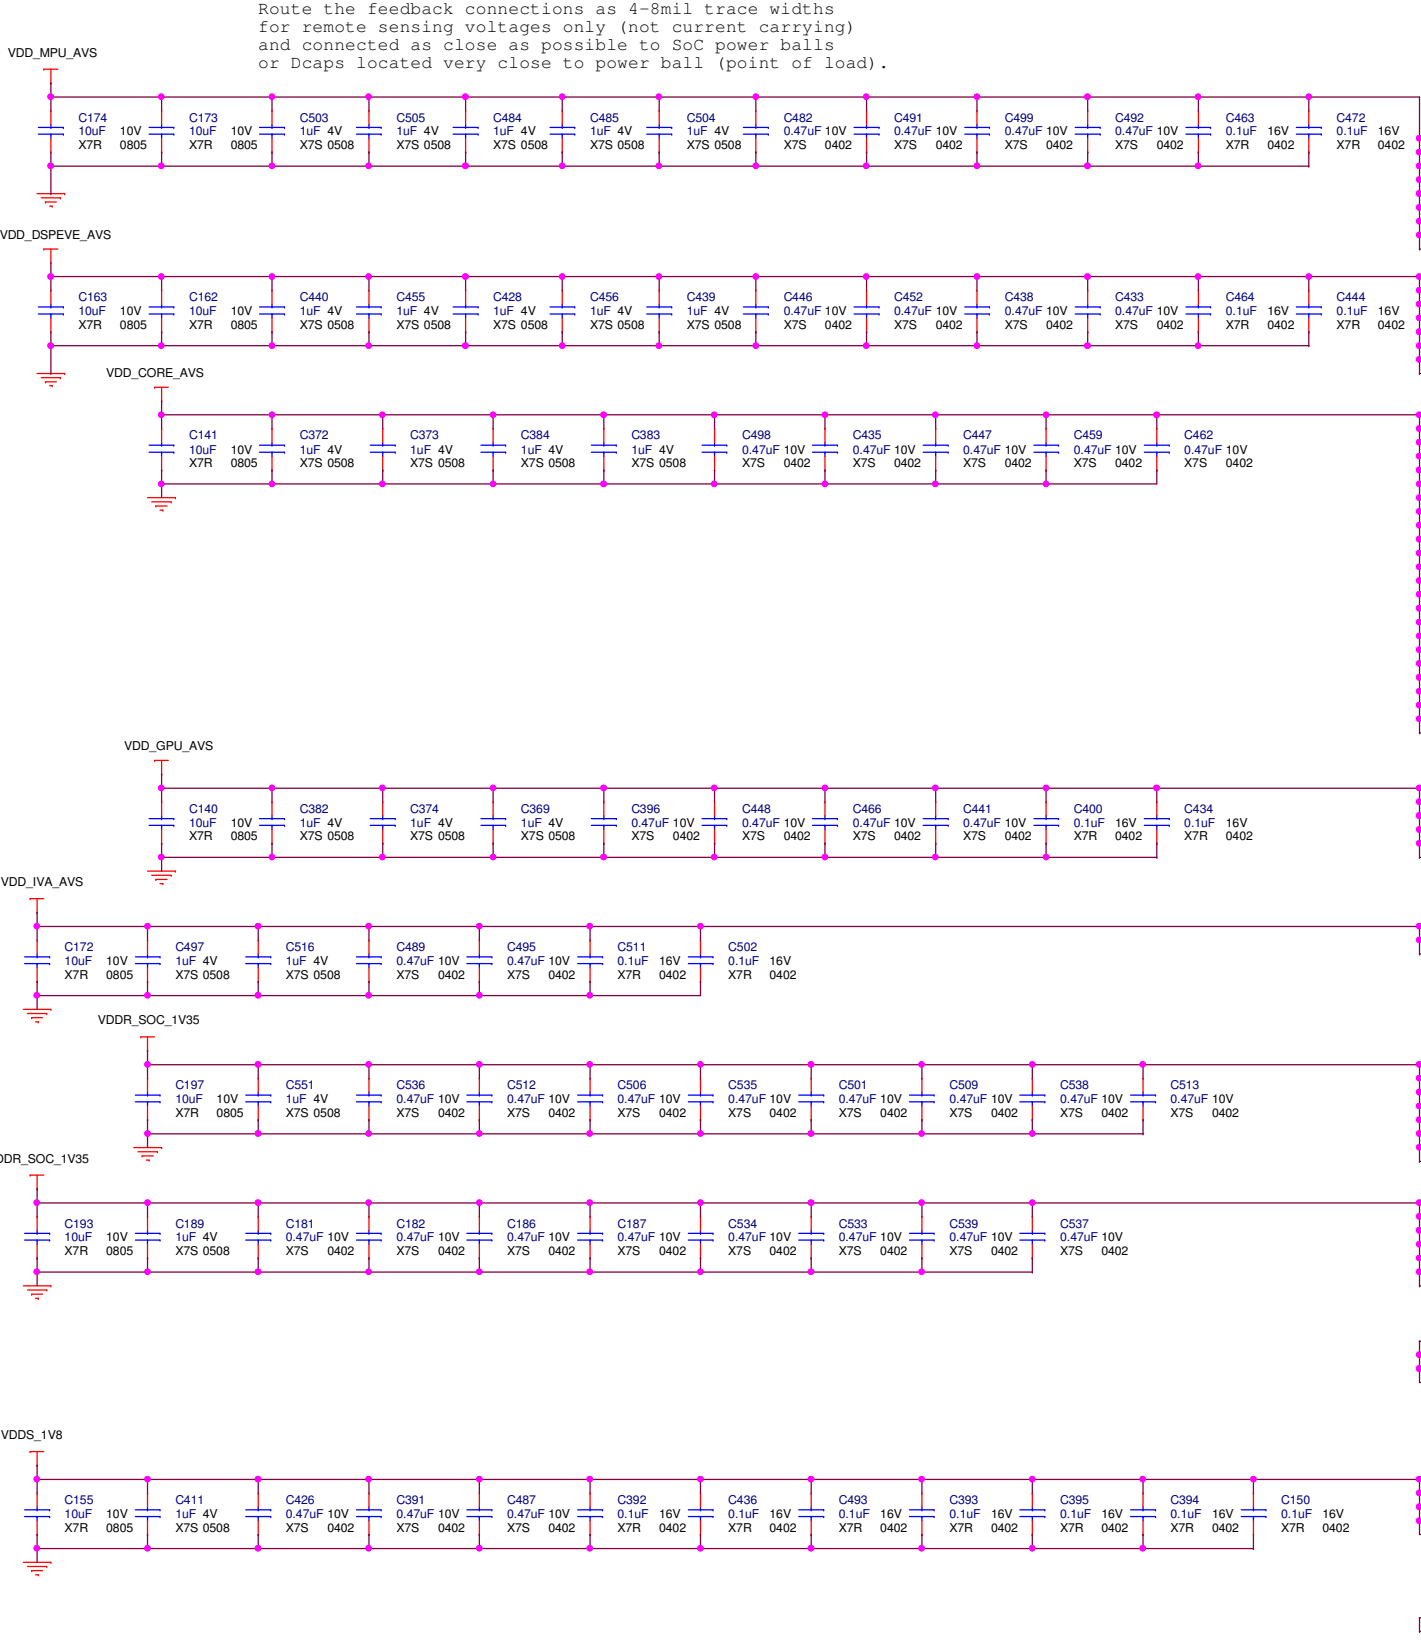 Route the feedback connections as 4-8mil trace widths
for remote sensing voltages only (not current carrying)
and connected as close as possible to SoC power balls
or Dcaps located very close to power ball (point of load).
VDD_MPU_AVS
C174 C173 C503 C505 C484 C485 C504 C482 C491 C499 C492 C463 C472
10uF 10V 10uF 10V 1uF 4V 1uF 4V 1uF 4V 1uF 4V 1uF 4V 0.47uF 10V 0.47uF 10V 0.47uF 10V 0.47uF 10V 0.1uF 16V 0.1uF 16V
X7R 0805 X7R 0805 X7S 0508 X7S 0508 X7S 0508 X7S 0508 X7S 0508 X7S 0402 X7S 0402 X7S 0402 X7S 0402 X7R 0402 X7R 0402
VDD_DSPEVE_AVS
C163 C162 C440 C455 C428 C456 C439 C446 C452 C438 C433 C464 C444
10uF 10V 10uF 10V 1uF 4V 1uF 4V 1uF 4V 1uF 4V 1uF 4V 0.47uF 10V 0.47uF 10V 0.47uF 10V 0.47uF 10V 0.1uF 16V 0.1uF 16V
X7R 0805 X7R 0805 X7S 0508 X7S 0508 X7S 0508 X7S 0508 X7S 0508 X7S 0402 X7S 0402 X7S 0402 X7S 0402 X7R 0402 X7R 0402
VDD_CORE_AVS
C141 C372 C373 C384 C383 C498 C435 C447 C459 C462
10uF 10V 1uF 4V 1uF 4V 1uF 4V 1uF 4V 0.47uF 10V 0.47uF 10V 0.47uF 10V 0.47uF 10V 0.47uF 10V
X7R 0805 X7S 0508 X7S 0508 X7S 0508 X7S 0508 X7S 0402 X7S 0402 X7S 0402 X7S 0402 X7S 0402
VDD_GPU_AVS
C140 C382 C374 C369 C396 C448 C466 C441 C400 C434
10uF 10V 1uF 4V 1uF 4V 1uF 4V 0.47uF 10V 0.47uF 10V 0.47uF 10V 0.47uF 10V 0.1uF 16V 0.1uF 16V
X7R 0805 X7S 0508 X7S 0508 X7S 0508 X7S 0402 X7S 0402 X7S 0402 X7S 0402 X7R 0402 X7R 0402
VDD_IVA_AVS
C172 C497 C516 C489 C495 C511 C502
10uF 10V 1uF 4V 1uF 4V 0.47uF 10V 0.47uF 10V 0.1uF 16V 0.1uF 16V
X7R 0805 X7S 0508 X7S 0508 X7S 0402 X7S 0402 X7R 0402 X7R 0402
VDDR_SOC_1V35
C197 C551 C536 C512 C506 C535 C501 C509 C538 C513
10uF 10V 1uF 4V 0.47uF 10V 0.47uF 10V 0.47uF 10V 0.47uF 10V 0.47uF 10V 0.47uF 10V 0.47uF 10V 0.47uF 10V
X7R 0805 X7S 0508 X7S 0402 X7S 0402 X7S 0402 X7S 0402 X7S 0402 X7S 0402 X7S 0402 X7S 0402
DR_SOC_1V35
C193 C189 C181 C182 C186 C187 C534 C533 C539 C537
10uF 10V 1uF 4V 0.47uF 10V 0.47uF 10V 0.47uF 10V 0.47uF 10V 0.47uF 10V 0.47uF 10V 0.47uF 10V 0.47uF 10V
X7R 0805 X7S 0508 X7S 0402 X7S 0402 X7S 0402 X7S 0402 X7S 0402 X7S 0402 X7S 0402 X7S 0402
VDDS_1V8
C155 C411 C426 C391 C487 C392 C436 C493 C393 C395 C394 C150
10uF 10V 1uF 4V 0.47uF 10V 0.47uF 10V 0.47uF 10V 0.1uF 16V 0.1uF 16V 0.1uF 16V 0.1uF 16V 0.1uF 16V 0.1uF 16V 0.1uF 16V
X7R 0805 X7S 0508 X7S 0402 X7S 0402 X7S 0402 X7R 0402 X7R 0402 X7R 0402 X7R 0402 X7R 0402 X7R 0402 X7R 0402